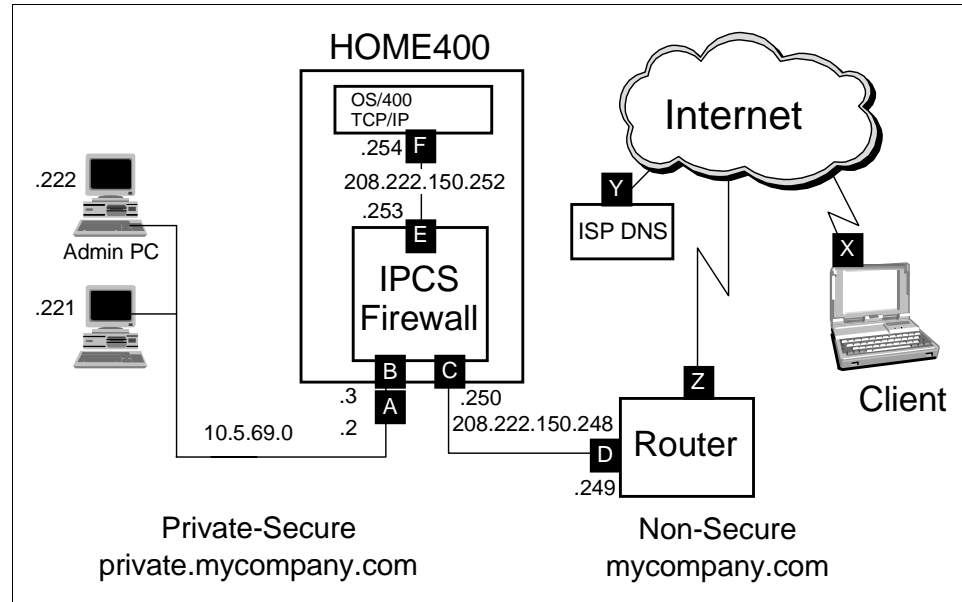 HOME400
OS/400
TCP/IP
F
.254
208.222.150.252
.253
E
IPCS
Firewall
B
C
.3
A
.250
.2
10.5.69.0
208.222.150.248
D
.249
Router
Z
Internet
Y
ISP DNS
X
Client
.222
Admin PC
.221
Private-Secure
private.mycompany.com
Non-Secure
mycompany.com